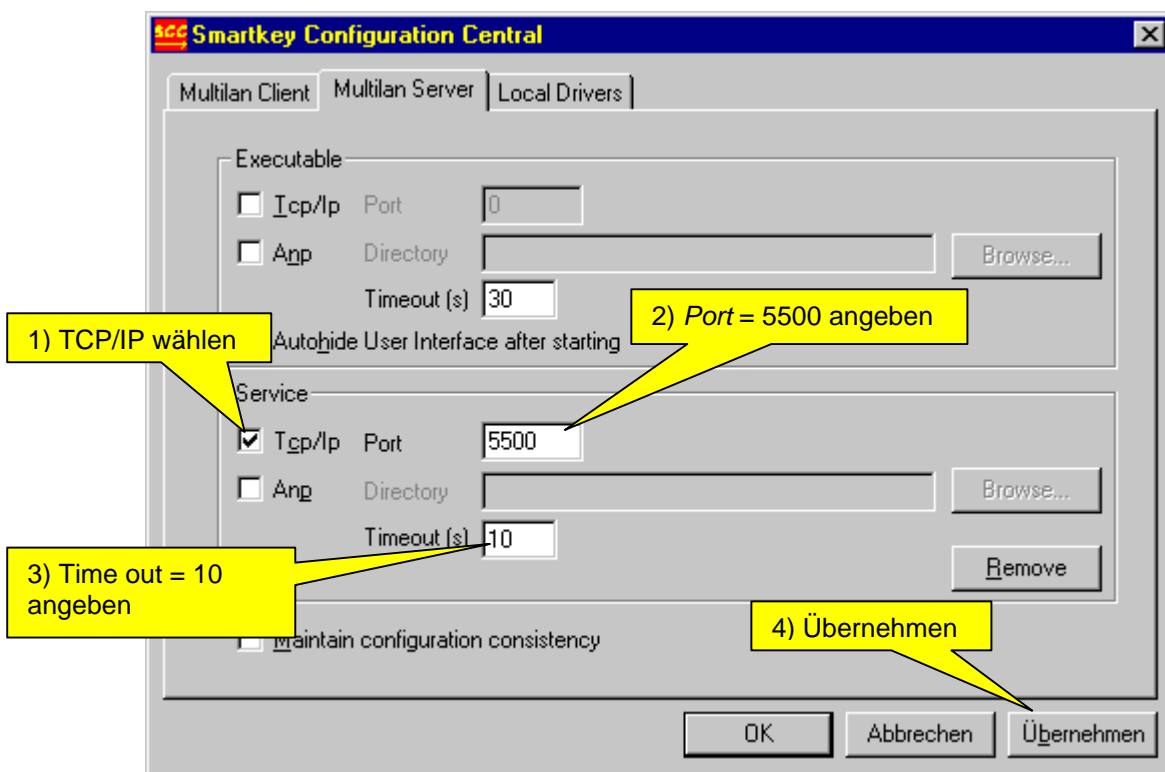 SCC Smartkey Configuration Central
Multilan Client Multilan Server Local Drivers
Executable
Tcp/Ip Port 0
Anp Directory Browse...
Timeout (s) 30
2) Port = 5500 angeben
1) TCP/IP wählen
Autohide User Interface after starting
Service
Tcp/Ip Port 5500
Anp Directory Browse...
Timeout (s) 10
3) Time out = 10
angeben
Remove
4) Übernehmen
Maintain configuration consistency
OK Abbrechen Übernehmen